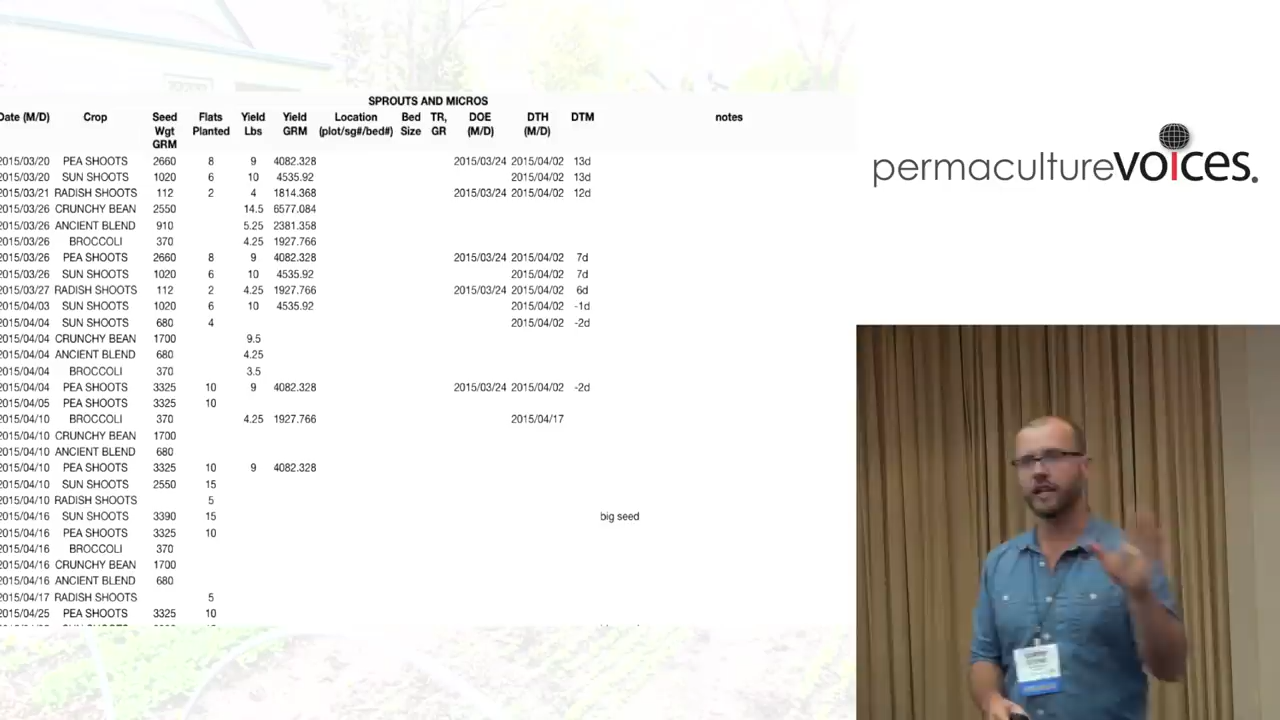 SPROUTS AND MICROS
Date (M/D) Crop Seed Wgt GRM Flats Planted Yield Lbs Yield GRM Location (plot/sg#/bed#) Bed Size TR, GR DOE (M/D) DTH (M/D) DTM notes
2015/03/20 PEA SHOOTS 2660 8 9 4082.328 2015/03/24 2015/04/02 13d
2015/03/20 SUN SHOOTS 1020 6 10 4535.92 2015/04/02 13d
2015/03/21 RADISH SHOOTS 112 2 4 1814.368 2015/03/24 2015/04/02 12d
2015/03/26 CRUNCHY BEAN 2550 14.5 6577.084
2015/03/26 ANCIENT BLEND 910 5.25 2381.358
2015/03/26 BROCCOLI 370 4.25 1927.766
2015/03/26 PEA SHOOTS 2660 8 9 4082.328 2015/03/24 2015/04/02 7d
2015/03/26 SUN SHOOTS 1020 6 10 4535.92 2015/04/02 7d
2015/03/27 RADISH SHOOTS 112 2 4.25 1927.766 2015/03/24 2015/04/02 6d
2015/04/03 SUN SHOOTS 1020 6 10 4535.92 2015/04/02 -1d
2015/04/04 SUN SHOOTS 680 4 2015/04/02 -2d
2015/04/04 CRUNCHY BEAN 1700 9.5
2015/04/04 ANCIENT BLEND 680 4.25
2015/04/04 BROCCOLI 370 3.5
2015/04/04 PEA SHOOTS 3325 10 9 4082.328 2015/03/24 2015/04/02 -2d
2015/04/05 PEA SHOOTS 3325 10
2015/04/10 BROCCOLI 370 4.25 1927.766 2015/04/17
2015/04/10 CRUNCHY BEAN 1700
2015/04/10 ANCIENT BLEND 680
2015/04/10 PEA SHOOTS 3325 10 9 4082.328
2015/04/10 SUN SHOOTS 2550 15
2015/04/10 RADISH SHOOTS 5
2015/04/16 SUN SHOOTS 3390 15 big seed
2015/04/16 PEA SHOOTS 3325 10
2015/04/16 BROCCOLI 370
2015/04/16 CRUNCHY BEAN 1700
2015/04/16 ANCIENT BLEND 680
2015/04/17 RADISH SHOOTS 5
2015/04/25 PEA SHOOTS 3325 10
permaculturevoices.